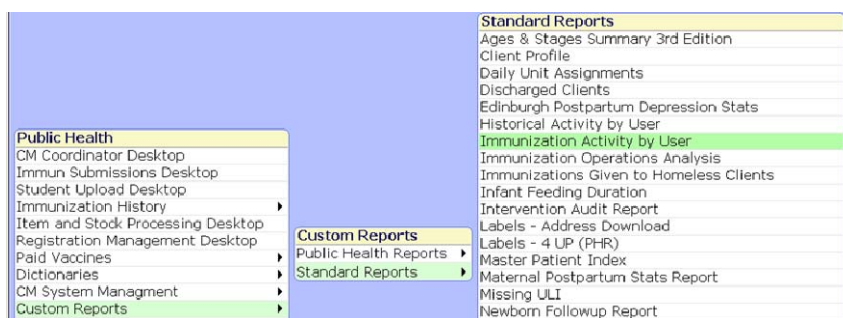 Public Health
CM Coordinator Desktop
Immun Submissions Desktop
Student Upload Desktop
Immunization History
Item and Stock Processing Desktop
Registration Management Desktop
Paid Vaccines
Dictionaries
CM System Managment
Custom Reports
Custom Reports
Public Health Reports
Standard Reports
Standard Reports
Ages & Stages Summary 3rd Edition
Client Profile
Daily Unit Assignments
Discharged Clients
Edinburgh Postpartum Depression Stats
Historical Activity by User
Immunization Activity by User
Immunization Operations Analysis
Immunizations Given to Homeless Clients
Infant Feeding Duration
Intervention Audit Report
Labels - Address Download
Labels - 4 UP (PHR)
Master Patient Index
Maternal Postpartum Stats Report
Missing ULI
Newborn Followup Report